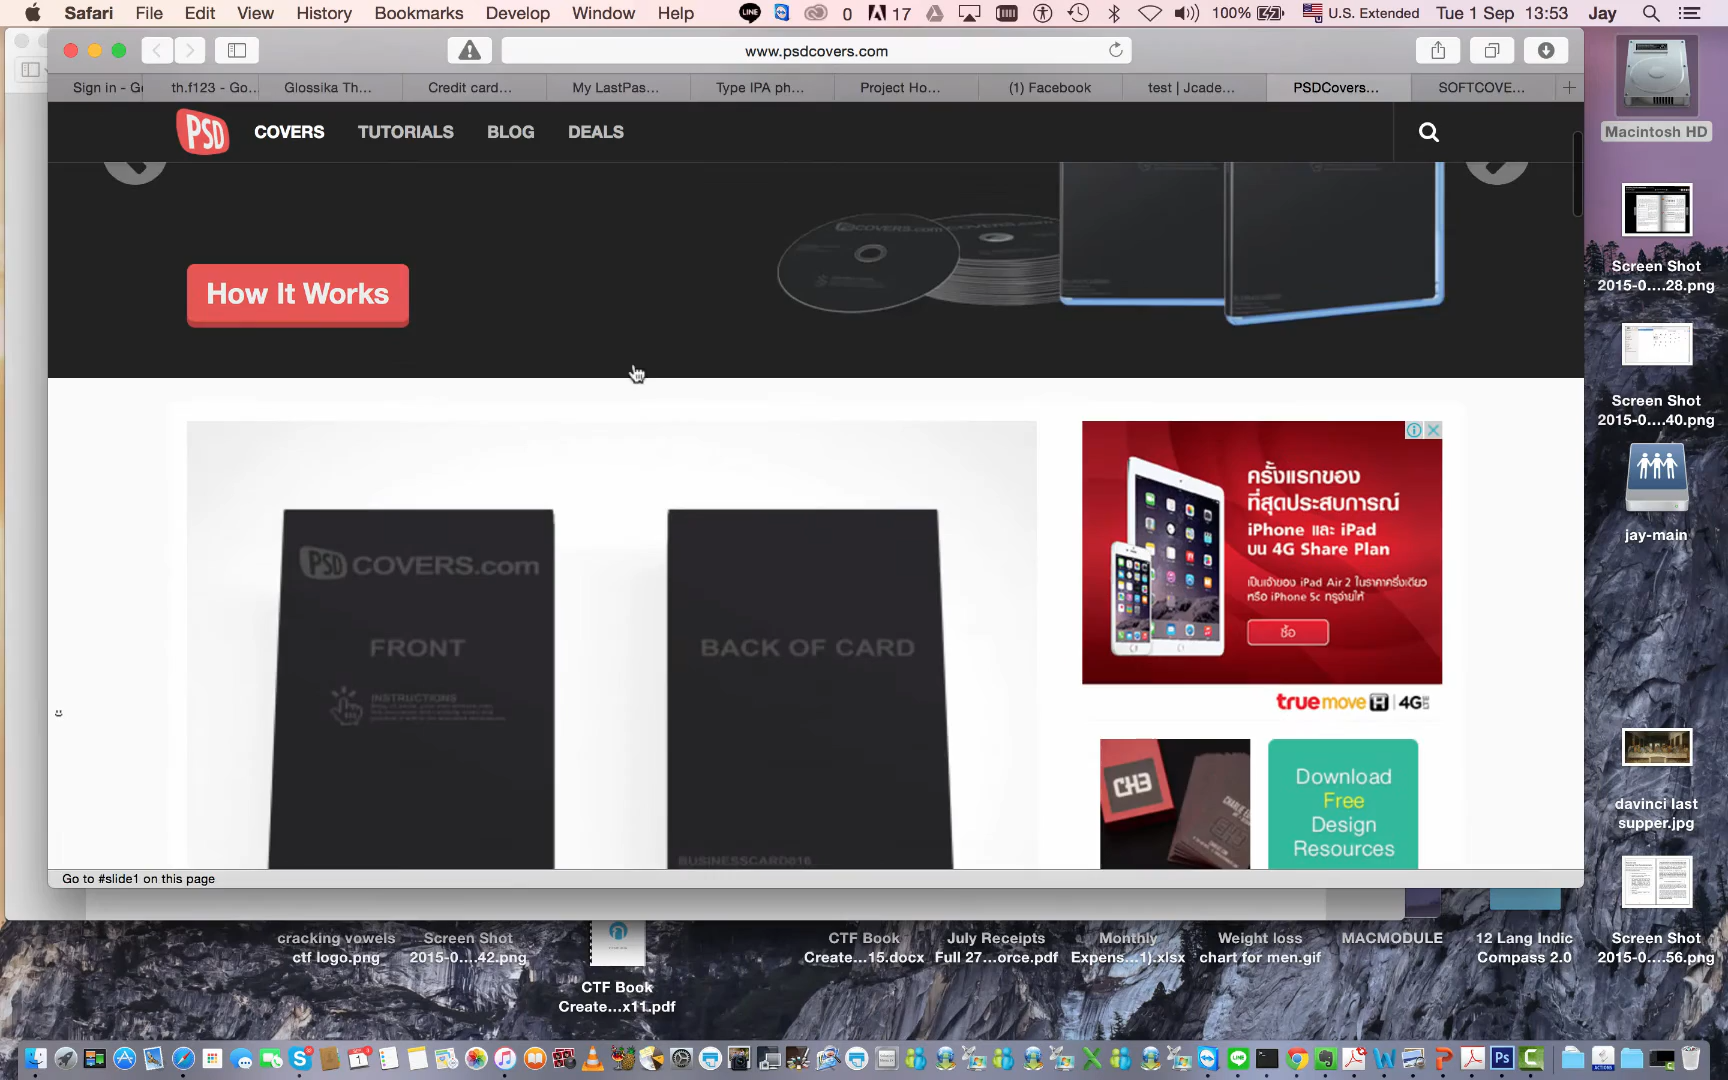 Safari File Edit View History Bookmarks Develop Window Help 0 17 100% U.S. Extended Tue 1 Sep 13:53 Jay
www.psdcovers.com
Sign in - G th.f123 - Go... Glossika Th... Credit card... My LastPas... Type IPA ph... Project Ho... (1) Facebook test | Jcade... PSDCovers... SOFTCOVE...
PSD COVERS TUTORIALS BLOG DEALS
Macintosh HD
How It Works
Screen Shot
2015-0....28.png
Screen Shot
2015-0....40.png
jay-main
PSD COVERS.com
FRONT
INSTRUCTIONS
BACK OF CARD
BUSINESSCARD016
ครั้งแรกของ
ที่สุดประสบการณ์
iPhone และ iPad
บน 4G Share Plan
เป็นเจ้าของ iPad Air 2 ในราคาครึ่งเดียว
หรือ iPhone 5c ทรูจ่ายให้
ซื้อ
truemove H 4G LTE
CH3
Download
Free
Design
Resources
davinci last
supper.jpg
Go to #slide1 on this page
cracking vowels
ctf logo.png
Screen Shot
2015-0....42.png
CTF Book
Create...x11.pdf
CTF Book
Create...15.docx
July Receipts
Full 27...orce.pdf
Monthly
Expens...1).xlsx
Weight loss
chart for men.gif
MACMODULE
12 Lang Indic
Compass 2.0
Screen Shot
2015-0....56.png